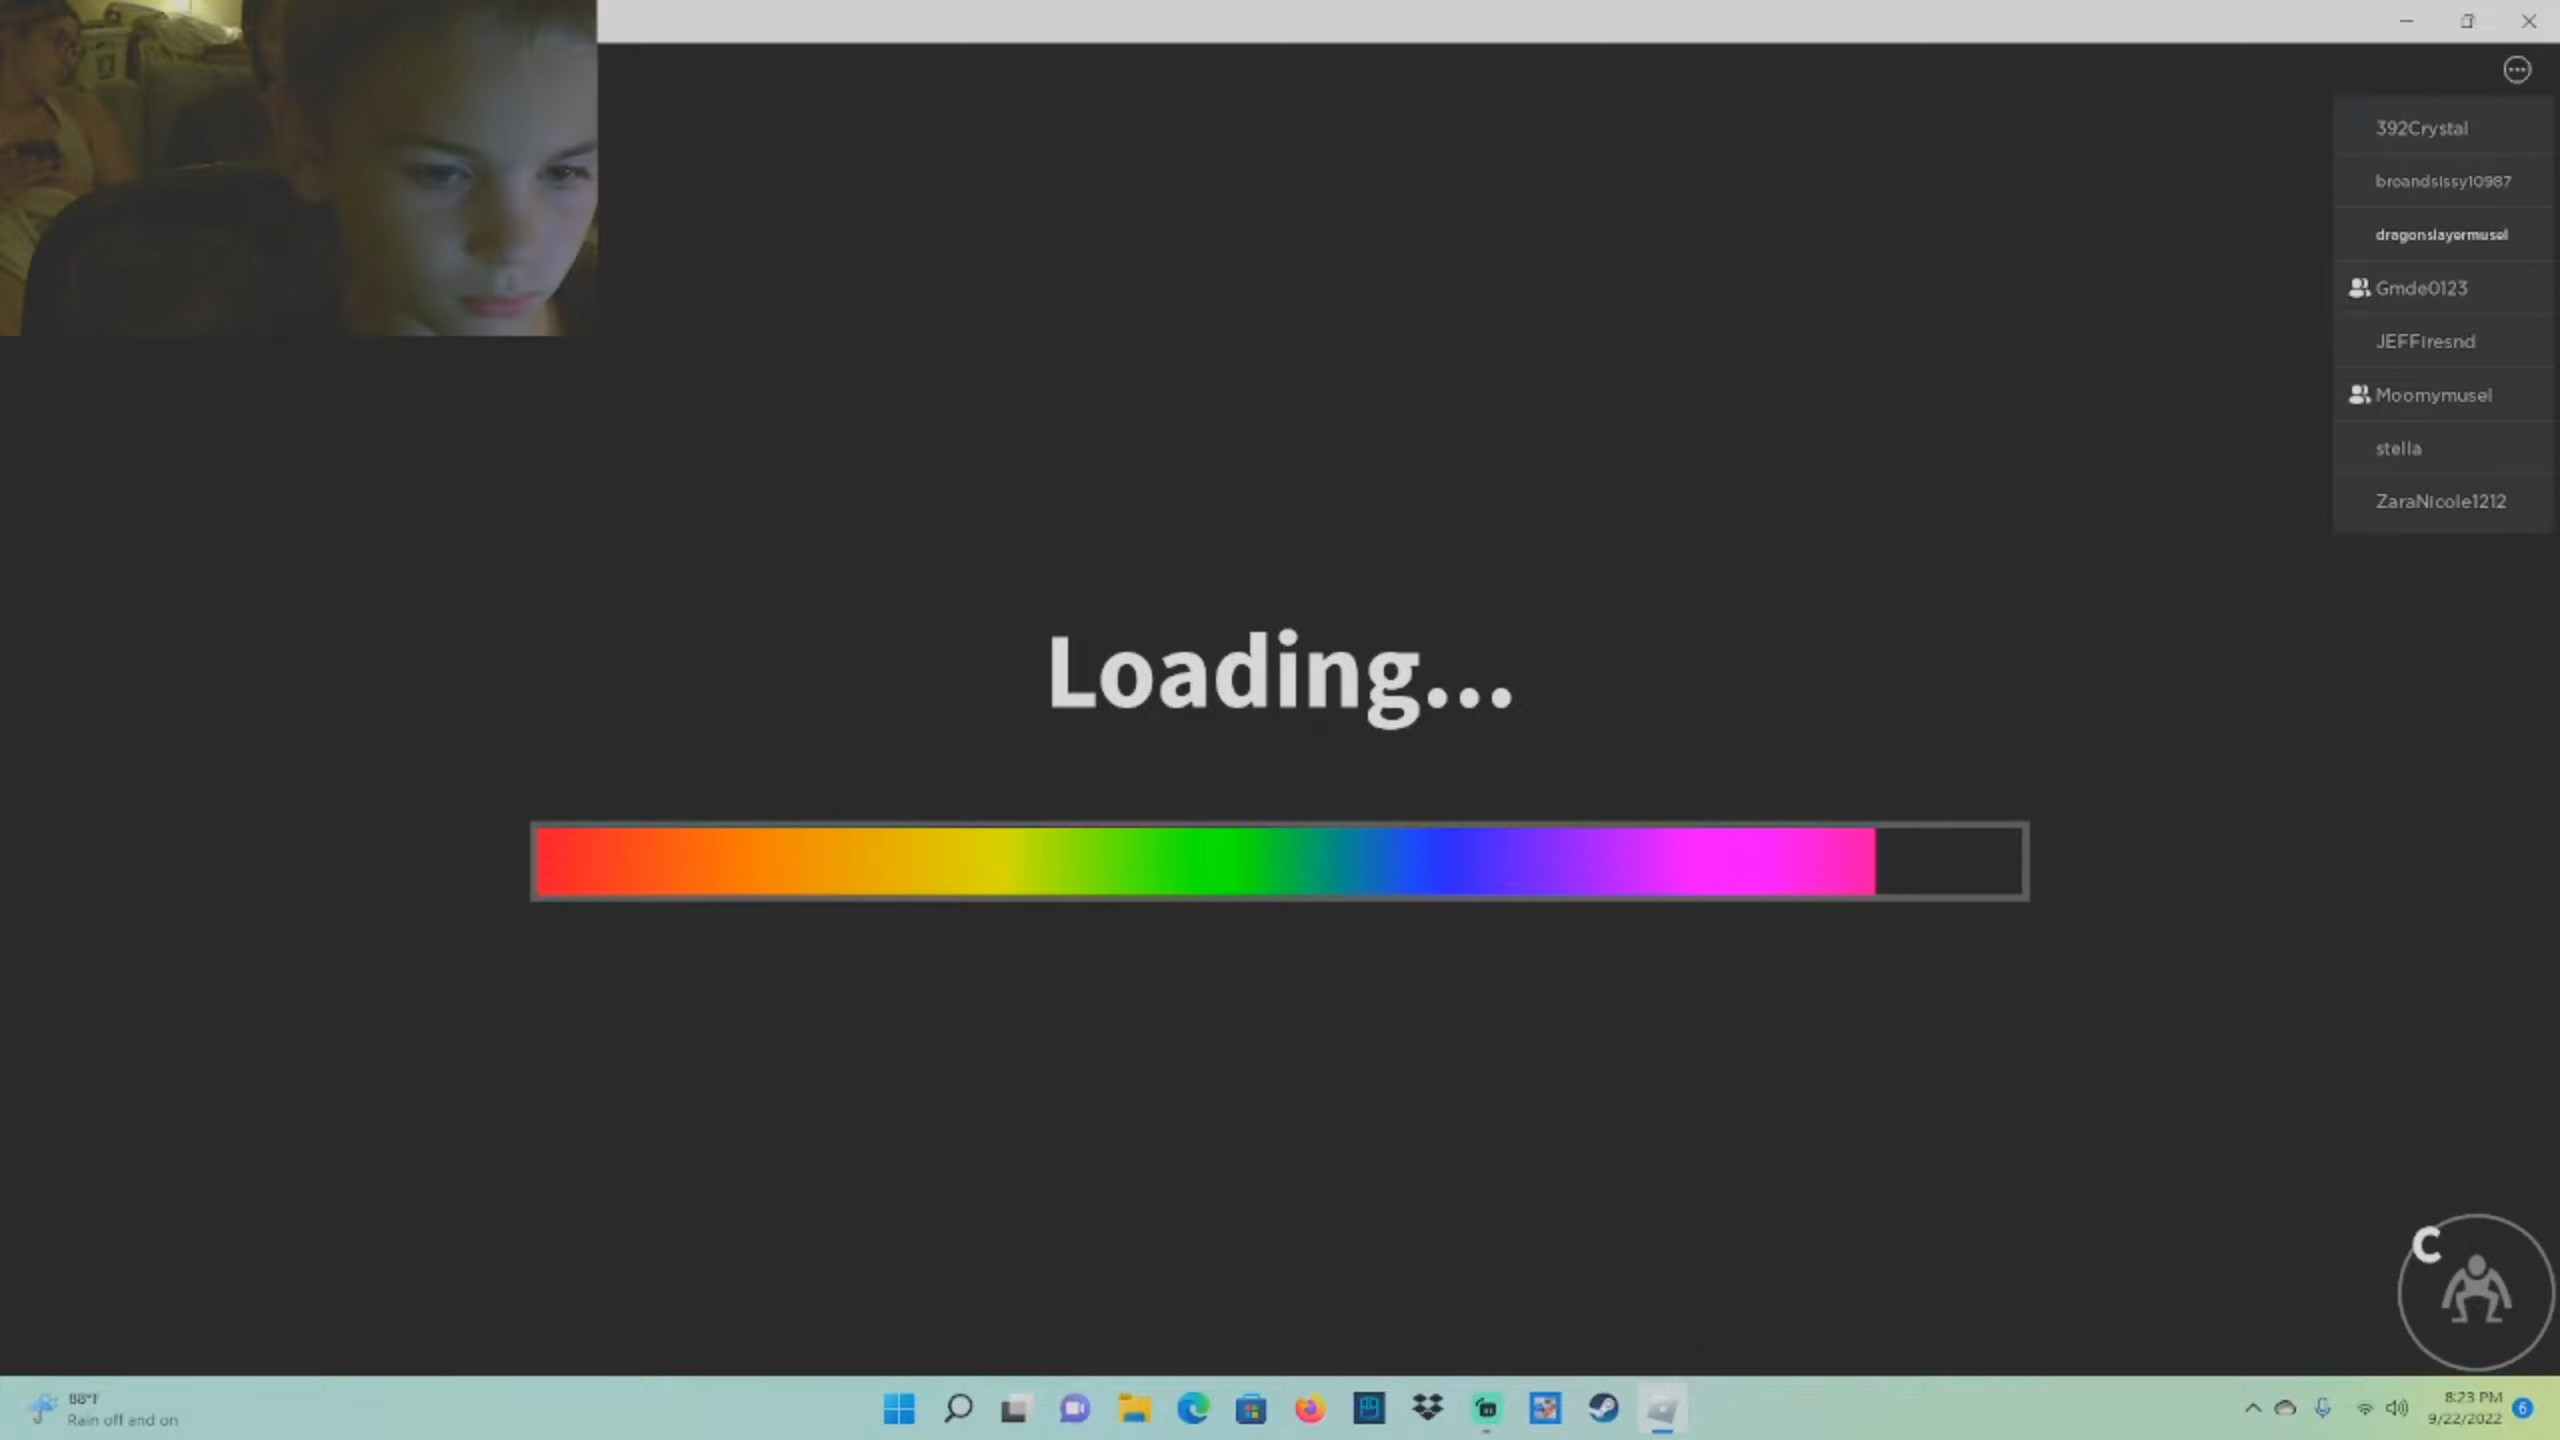 392Crystal
broandsissy10987
dragonslayermusel
Gmde0123
JEFFiresnd
Moomymusel
stella
ZaraNicole1212
Loading...
C
88°F
Rain off and on
8:23 PM
9/22/2022
6